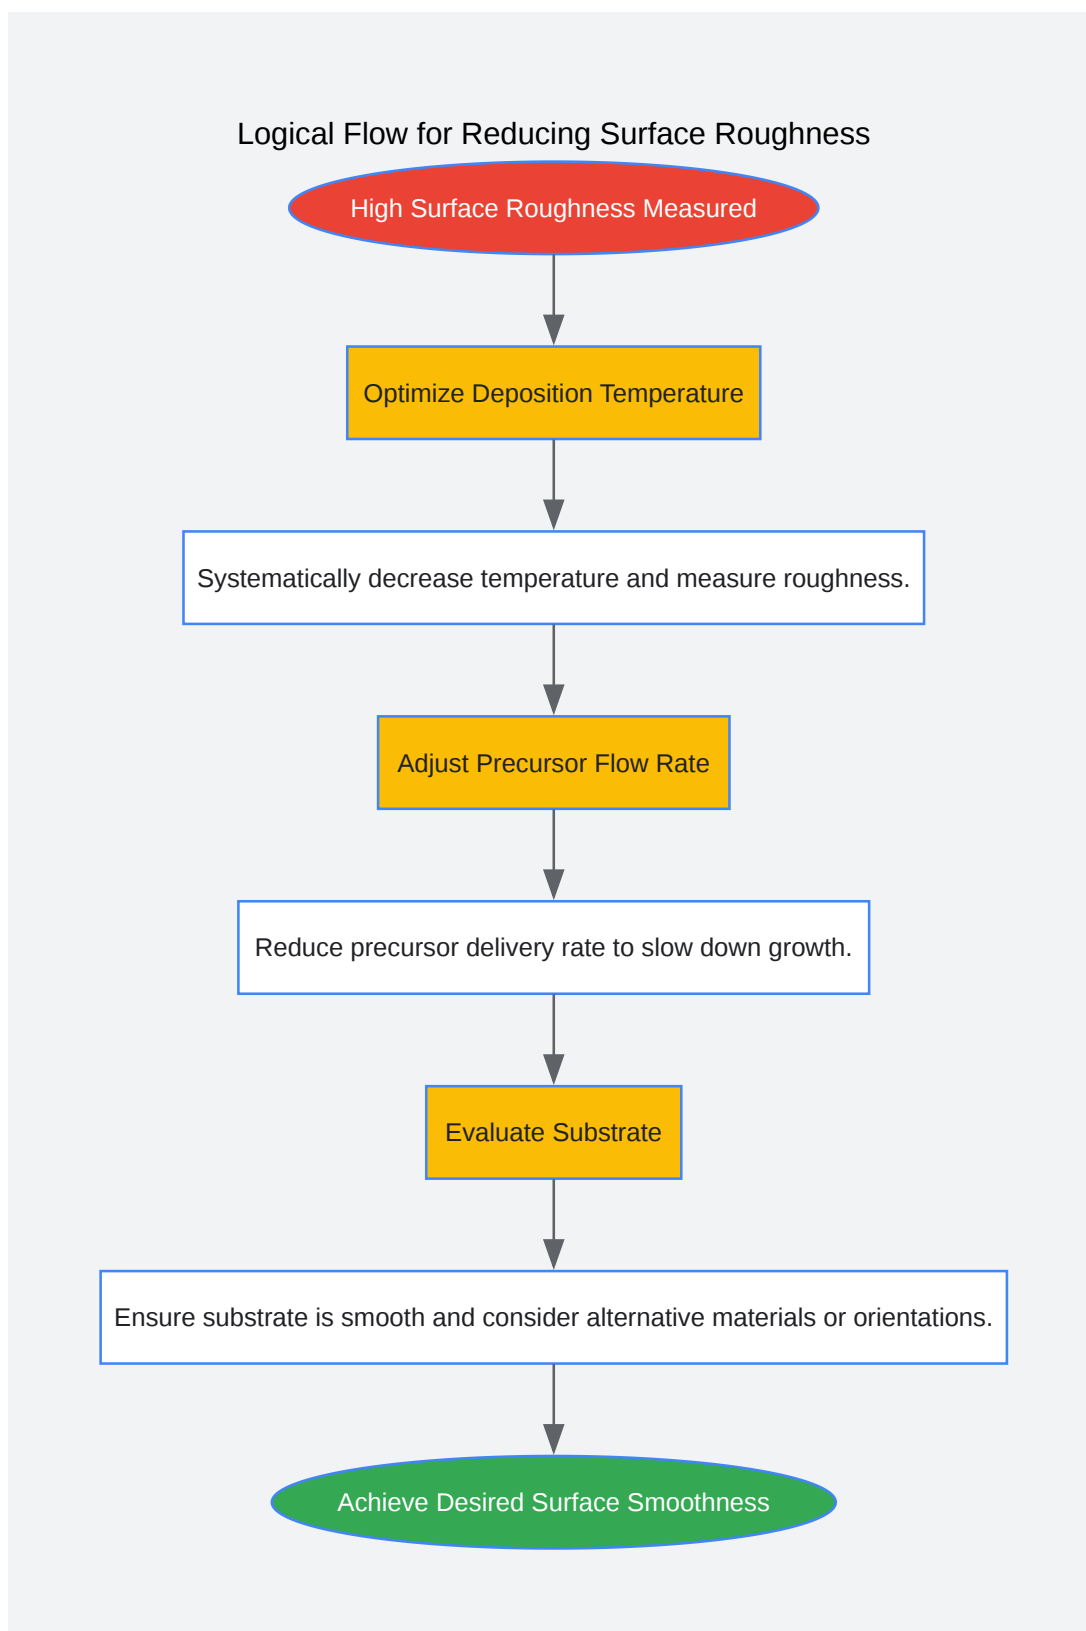 Logical Flow for Reducing Surface Roughness
High Surface Roughness Measured
Optimize Deposition Temperature
Systematically decrease temperature and measure roughness.
Adjust Precursor Flow Rate
Reduce precursor delivery rate to slow down growth.
Evaluate Substrate
Ensure substrate is smooth and consider alternative materials or orientations.
Achieve Desired Surface Smoothness